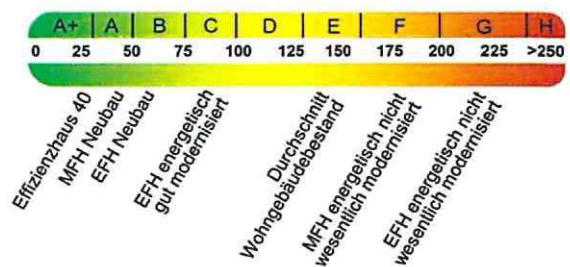 A+ A B C D E F G H
0 25 50 75 100 125 150 175 200 225 >250
Effizienzhaus 40
MFH Neubau
EFH Neubau
EFH energetisch
gut modernisiert
Durchschnitt
Wohngebäudebestand
MFH energetisch nicht
wesentlich modernisiert
EFH energetisch nicht
wesentlich modernisiert